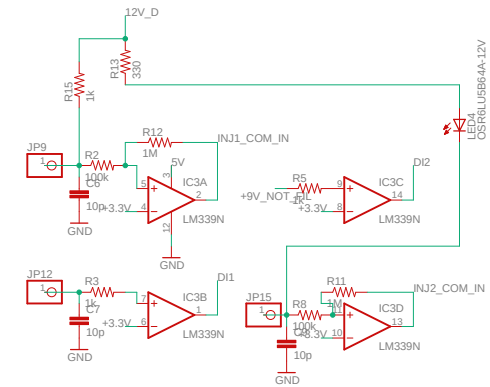 12V_D
R15
1k
R13
330
LED4
OSR6LU5B64A-12V
JP9
1
R2
100k
C6
10p
GND
R12
1M
5V
3
5
4
+3.3V
IC3A
2
12
LM339N
GND
INJ1_COM_IN
+9V_NOT_FIL
R5
1k
9
8
+3.3V
IC3C
14
LM339N
DI2
JP12
1
R3
1k
C7
10p
GND
7
6
+3.3V
IC3B
1
LM339N
DI1
JP15
1
R8
100k
10p
GND
R11
1M
11
10
+3.3V
IC3D
13
LM339N
INJ2_COM_IN